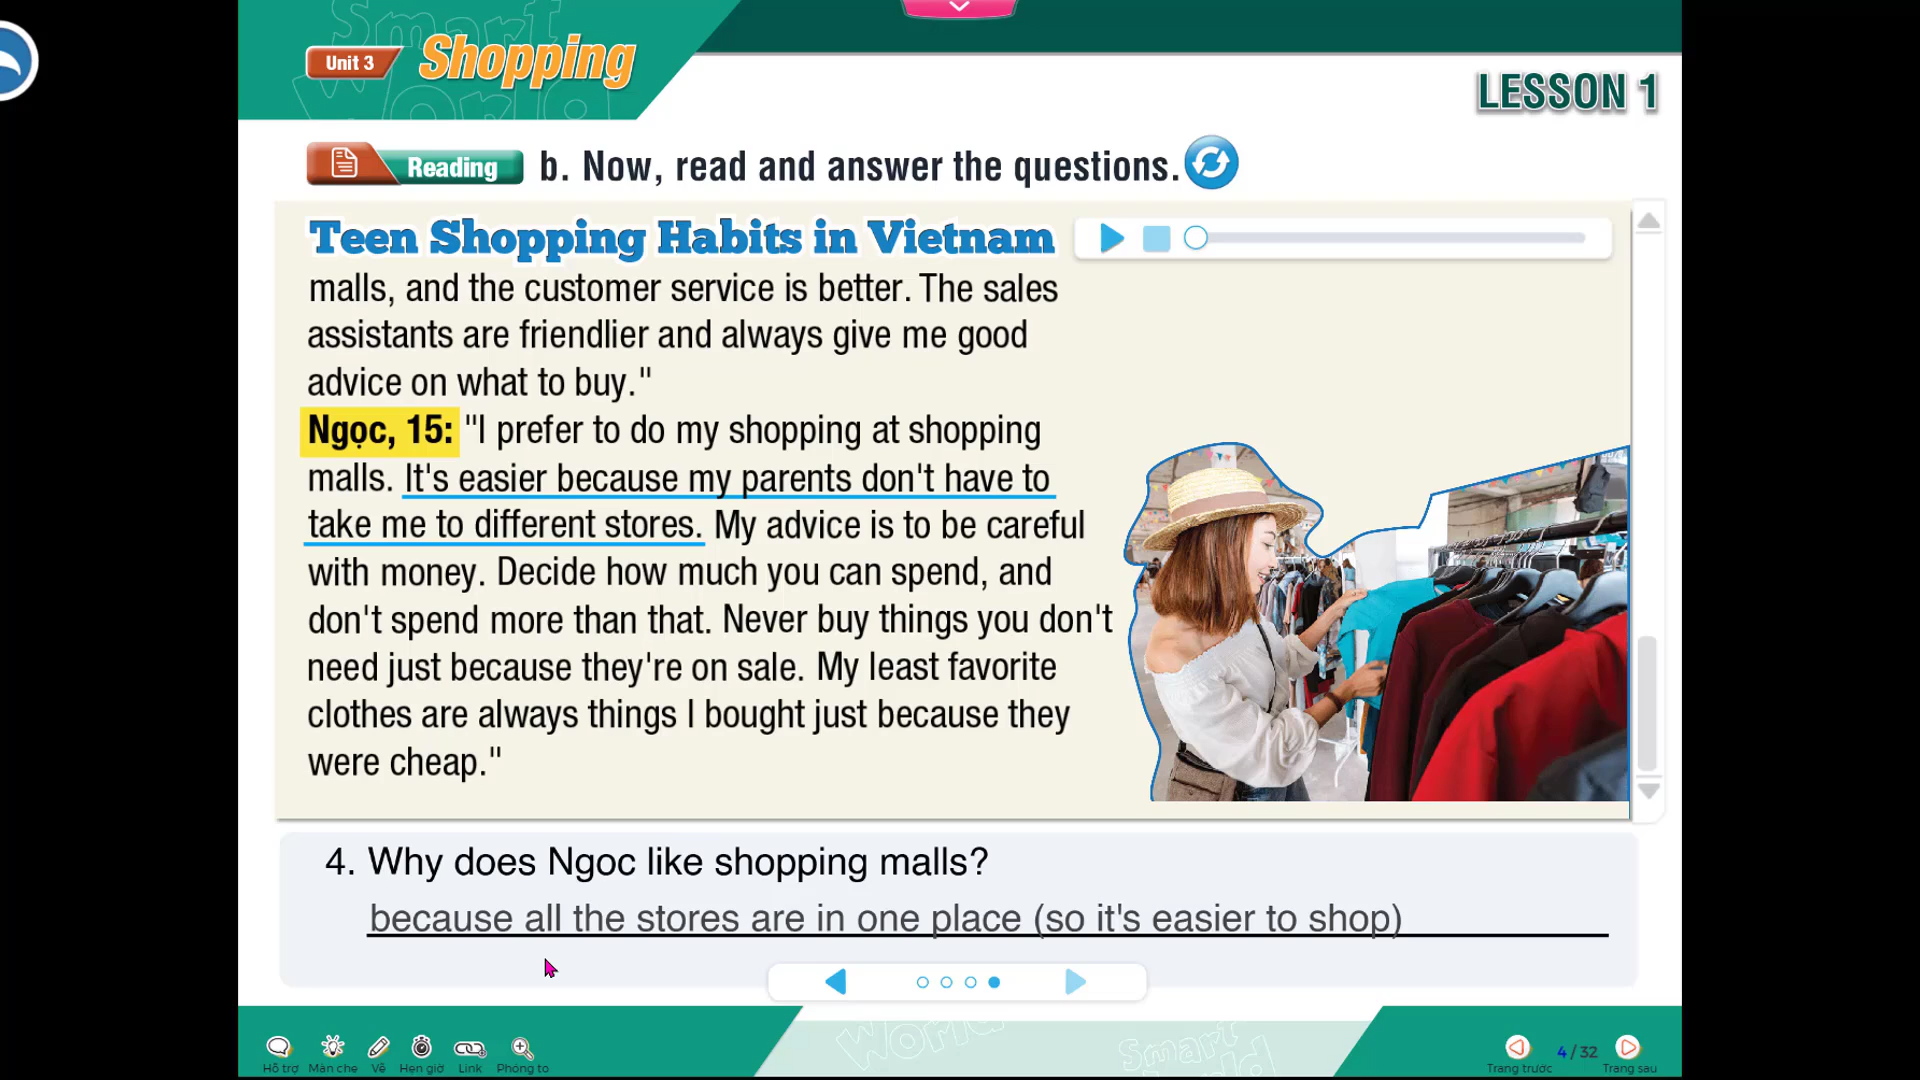 Unit 3
Shopping
LESSON 1
Reading
b. Now, read and answer the questions.
Teen Shopping Habits in Vietnam
malls, and the customer service is better. The sales
assistants are friendlier and always give me good
advice on what to buy."
Ngọc, 15: "I prefer to do my shopping at shopping
malls. It's easier because my parents don't have to
take me to different stores. My advice is to be careful
with money. Decide how much you can spend, and
don't spend more than that. Never buy things you don't
need just because they're on sale. My least favorite
clothes are always things I bought just because they
were cheap."
4. Why does Ngoc like shopping malls?
because all the stores are in one place (so it's easier to shop)
Hỗ trợ Màn che Vẽ Hẹn giờ Link Phóng to
Smart World
Trang trước 4 / 32 Trang sau